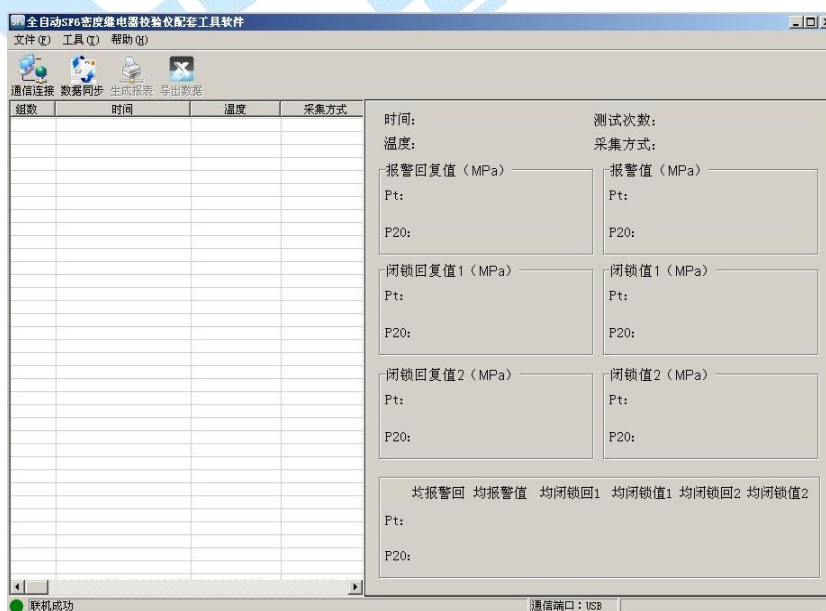 SF6 全自动SF6密度继电器校验仪配套工具软件
文件(F) 工具(T) 帮助(H)
通信连接 数据同步 生成报表 导出数据
组数 时间 温度 采集方式
时间: 测试次数:
温度: 采集方式:
报警回复值（MPa） 报警值（MPa）
Pt: Pt:
P20: P20:
闭锁回复值1（MPa） 闭锁值1（MPa）
Pt: Pt:
P20: P20:
闭锁回复值2（MPa） 闭锁值2（MPa）
Pt: Pt:
P20: P20:
均报警回 均报警值 均闭锁回1 均闭锁值1 均闭锁回2 均闭锁值2
Pt:
P20:
联机成功 通信端口：USB